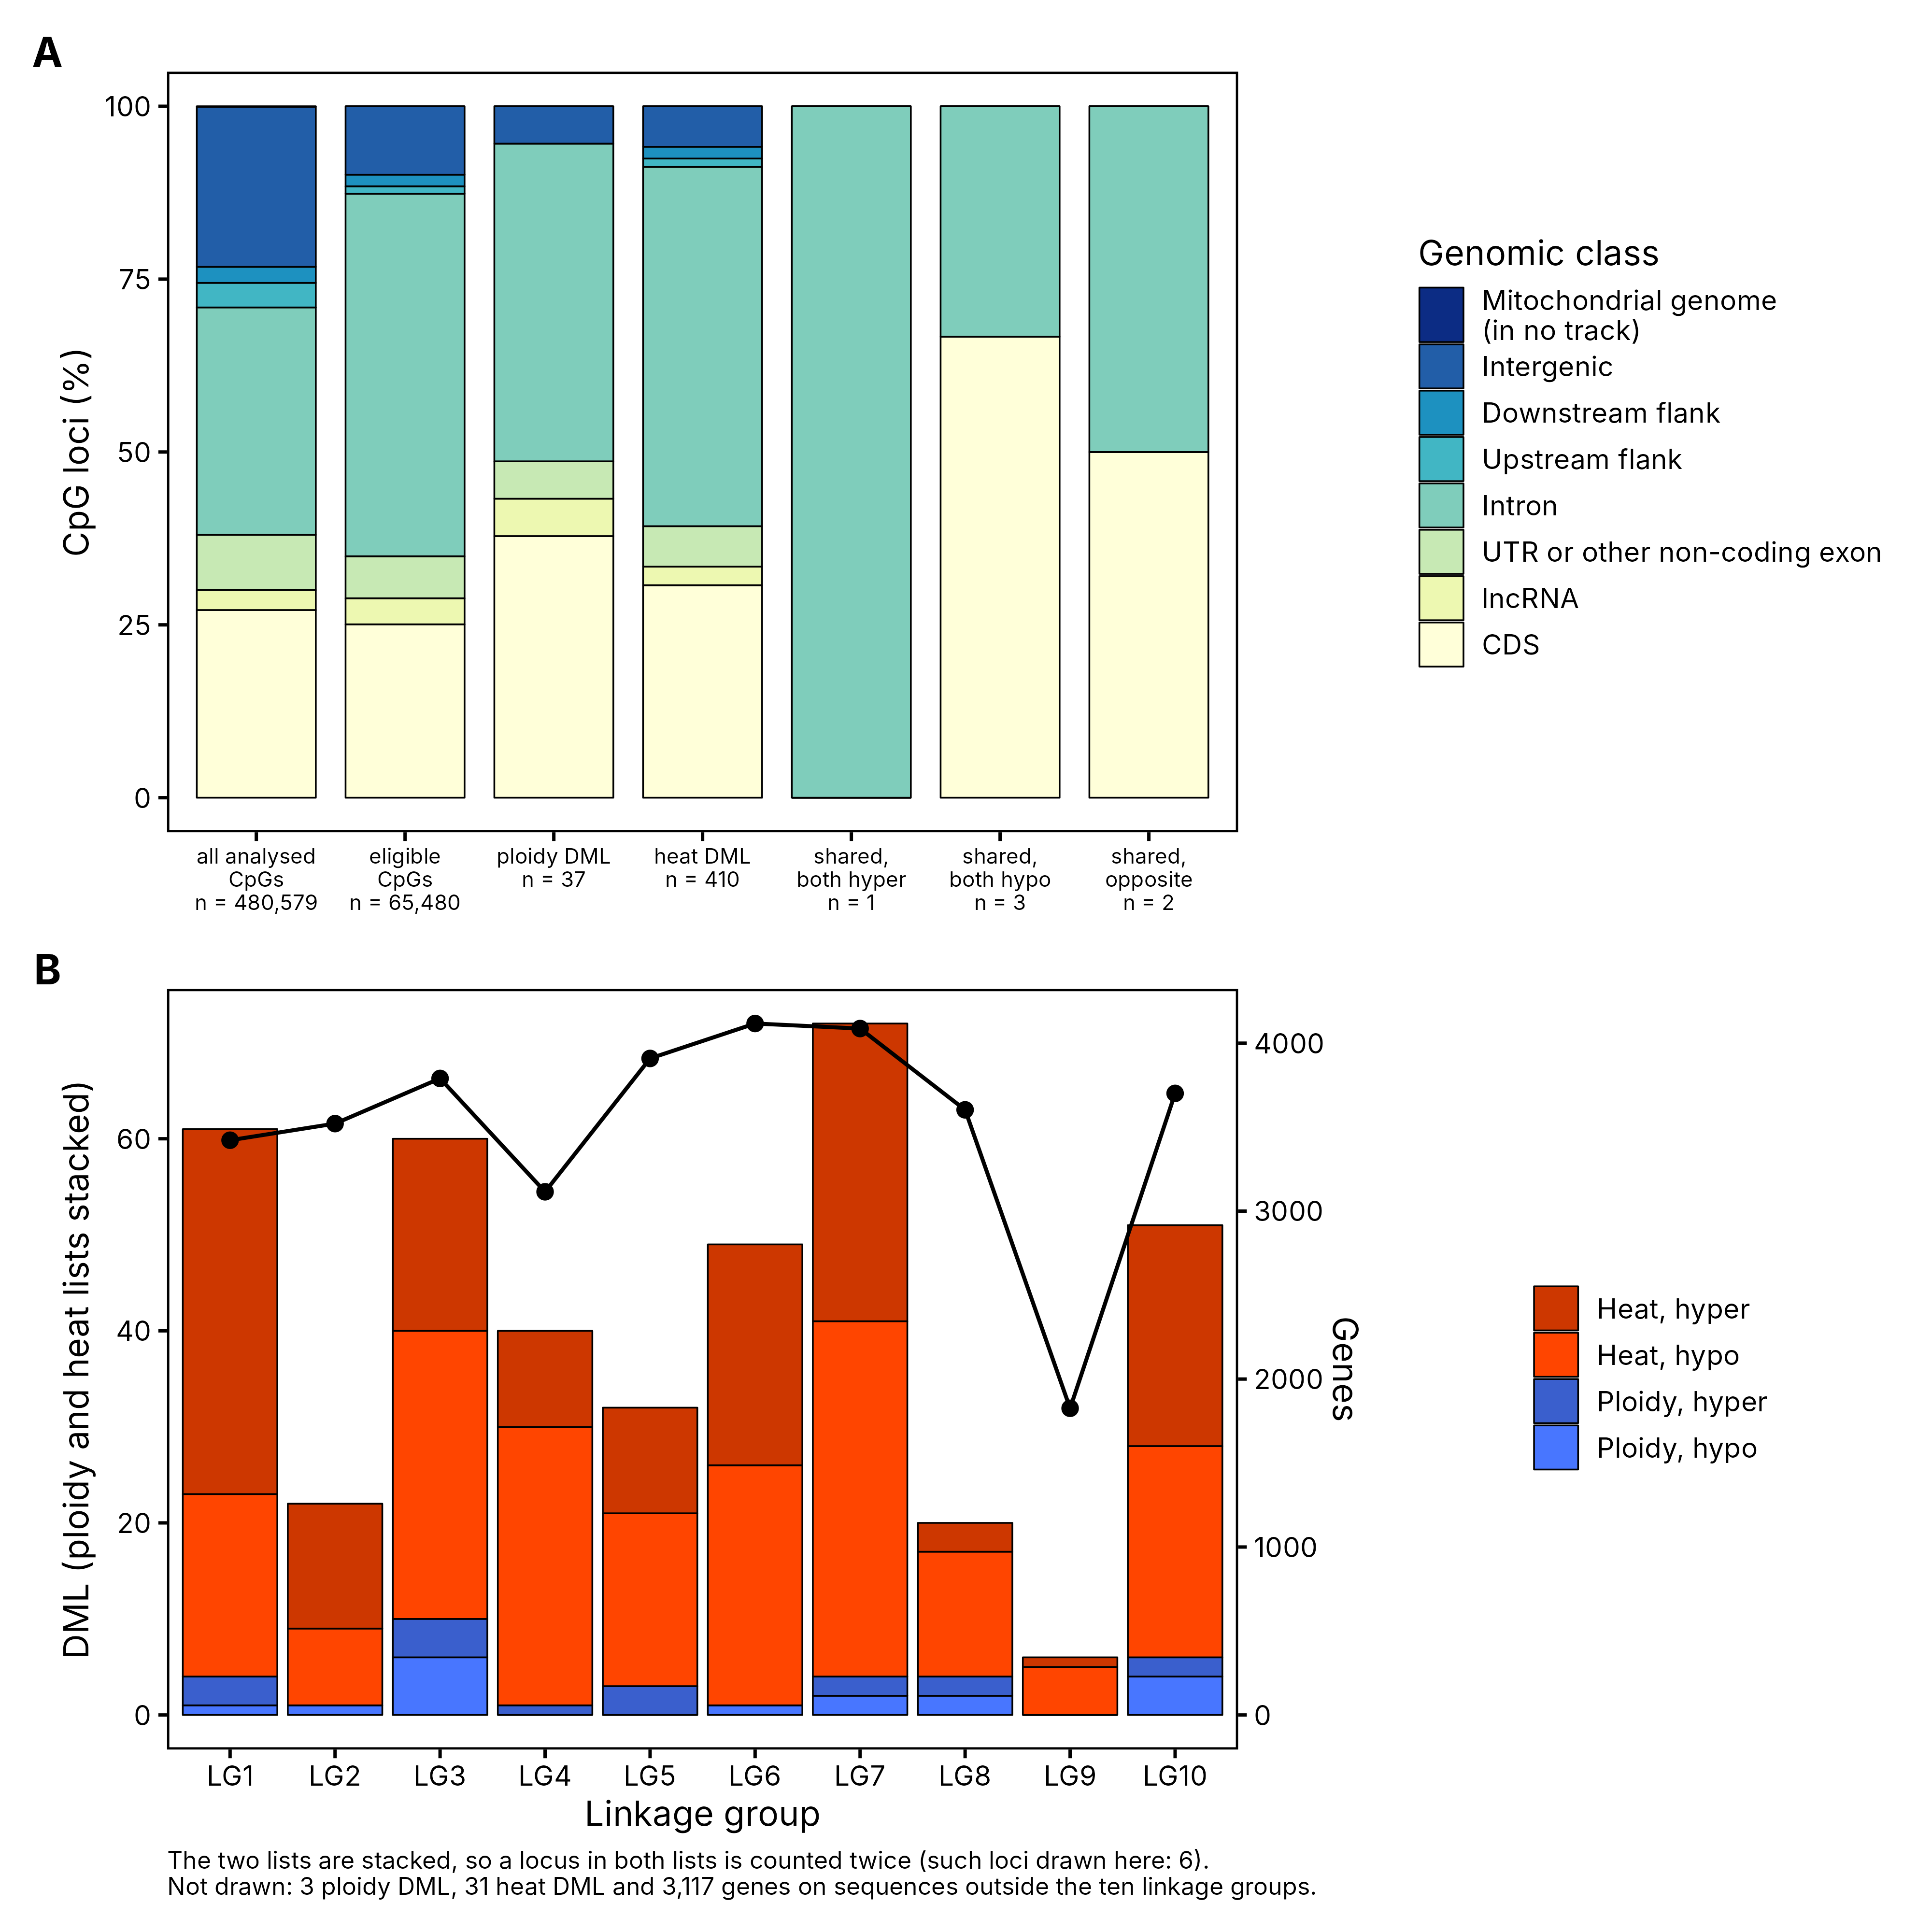 A
CpG loci (%)
100
75
50
25
0
all analysed
CpGs
n = 480,579
eligible
CpGs
n = 65,480
ploidy DML
n = 37
heat DML
n = 410
shared,
both hyper
n = 1
shared,
both hypo
n = 3
shared,
opposite
n = 2
Genomic class
Mitochondrial genome
(in no track)
Intergenic
Downstream flank
Upstream flank
Intron
UTR or other non-coding exon
lncRNA
CDS
B
DML (ploidy and heat lists stacked)
60
40
20
0
4000
3000
2000
1000
0
Genes
LG1
LG2
LG3
LG4
LG5
LG6
LG7
LG8
LG9
LG10
Linkage group
Heat, hyper
Heat, hypo
Ploidy, hyper
Ploidy, hypo
The two lists are stacked, so a locus in both lists is counted twice (such loci drawn here: 6).
Not drawn: 3 ploidy DML, 31 heat DML and 3,117 genes on sequences outside the ten linkage groups.